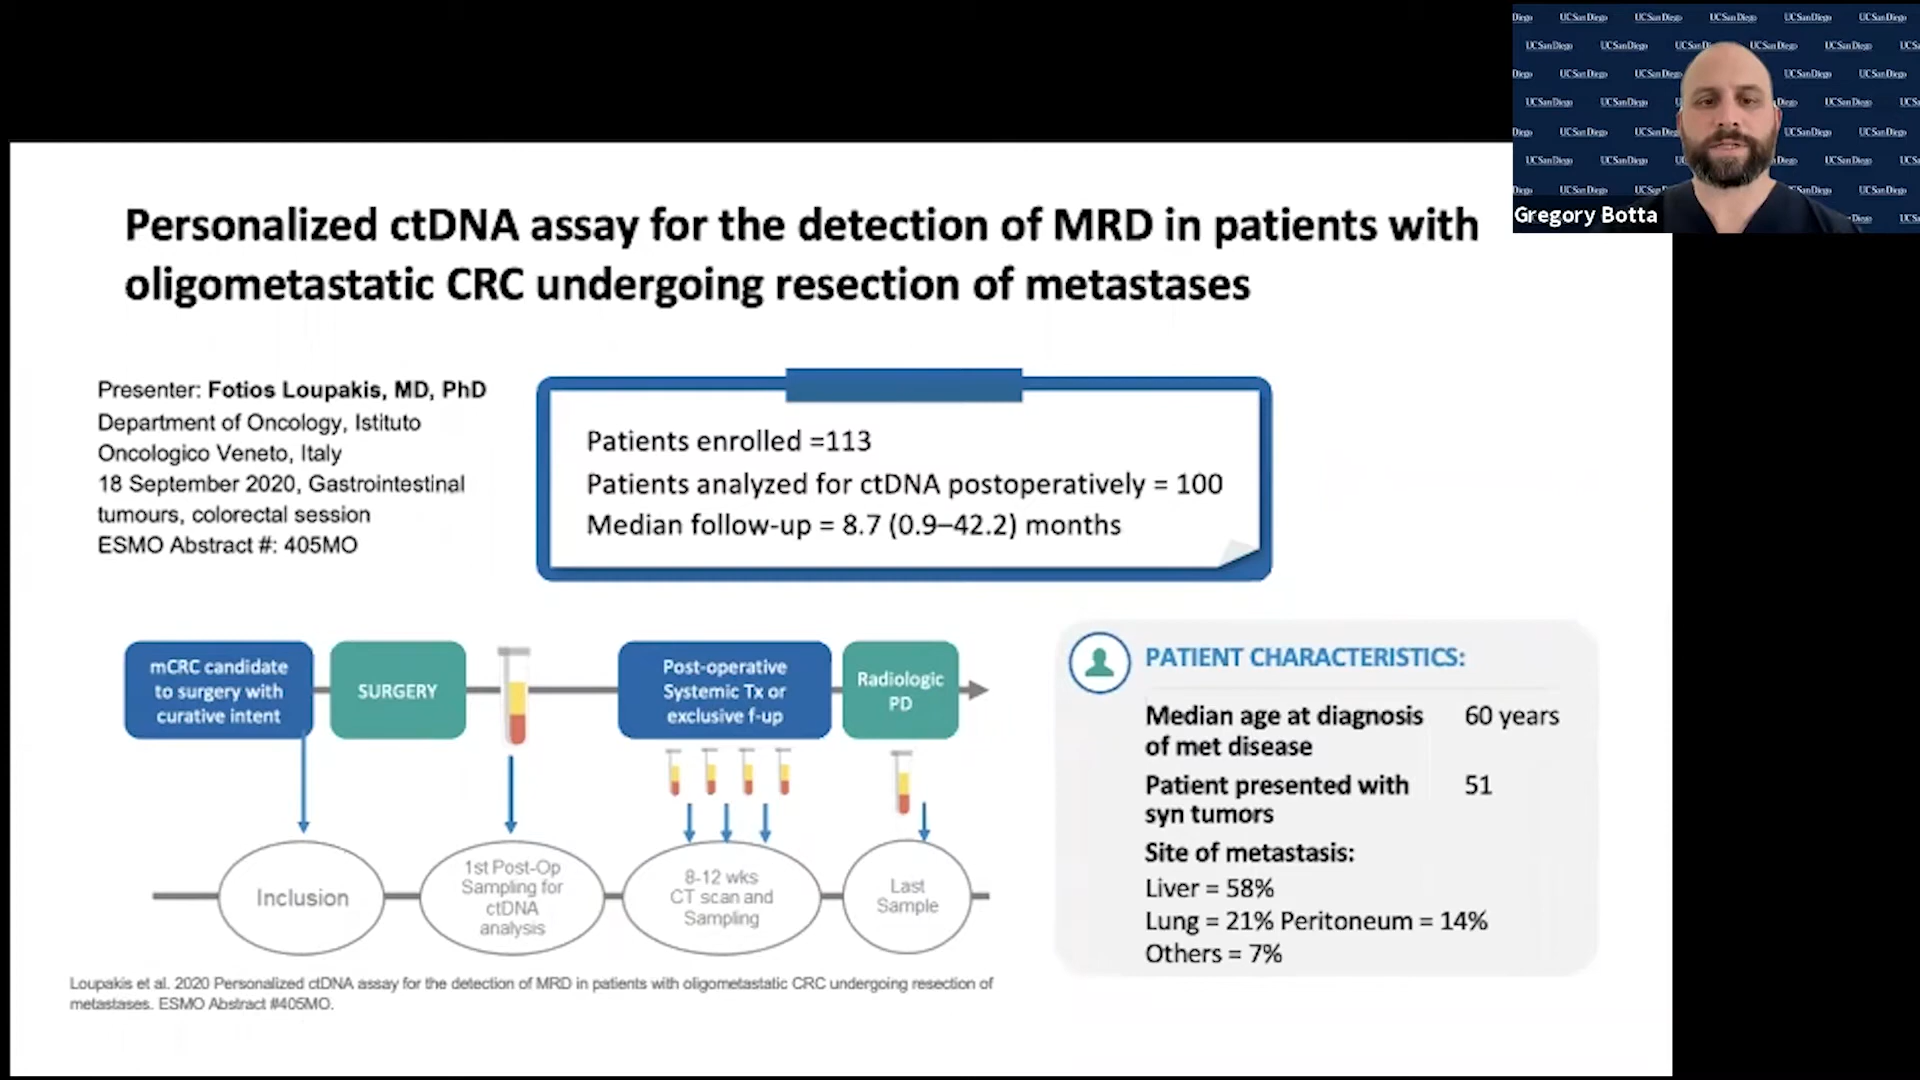 Personalized ctDNA assay for the detection of MRD in patients with
oligometastatic CRC undergoing resection of metastases
UC San Diego
Gregory Botta
Presenter: Fotios Loupakis, MD, PhD
Department of Oncology, Istituto
Oncologico Veneto, Italy
18 September 2020, Gastrointestinal
tumours, colorectal session
ESMO Abstract #: 405MO
Patients enrolled =113
Patients analyzed for ctDNA postoperatively = 100
Median follow-up = 8.7 (0.9–42.2) months
mCRC candidate
to surgery with
curative intent
SURGERY
Post-operative
Systemic Tx or
exclusive f-up
Radiologic
PD
Inclusion
1st Post-Op
Sampling for
ctDNA
analysis
8-12 wks
CT scan and
Sampling
Last
Sample
PATIENT CHARACTERISTICS:
Median age at diagnosis 60 years
of met disease
Patient presented with 51
syn tumors
Site of metastasis:
Liver = 58%
Lung = 21% Peritoneum = 14%
Others = 7%
Loupakis et al. 2020 Personalized ctDNA assay for the detection of MRD in patients with oligometastatic CRC undergoing resection of
metastases. ESMO Abstract #405MO.